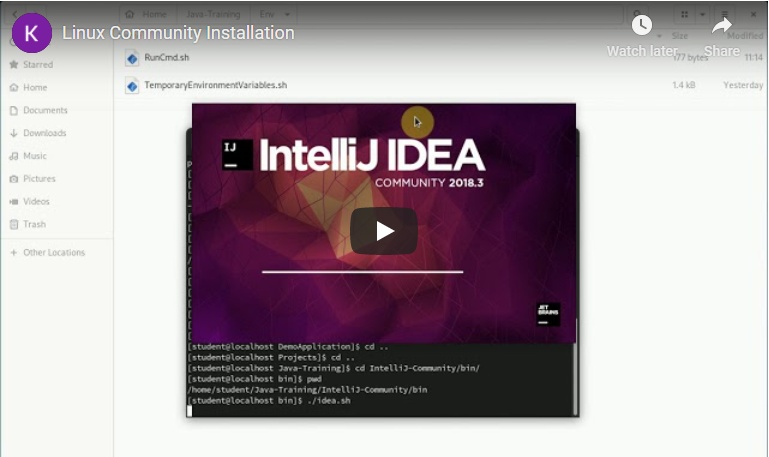 K
Linux Community Installation
Watch later
Share
Home
Java-Training
Env
Size
Modified
Starred
Home
Documents
Downloads
Music
Pictures
Videos
Trash
Other Locations
RunCmd.sh
177 bytes
11:14
TemporaryEnvironmentVariables.sh
1.4 kB
Yesterday
IJ
IntelliJ IDEA
COMMUNITY 2018.3
JET
BRAINS
[student@localhost DemoApplication]$ cd ..
[student@localhost Projects]$ cd ..
[student@localhost Java-Training]$ cd IntelliJ-Community/bin/
[student@localhost bin]$ pwd
/home/student/Java-Training/IntelliJ-Community/bin
[student@localhost bin]$ ./idea.sh